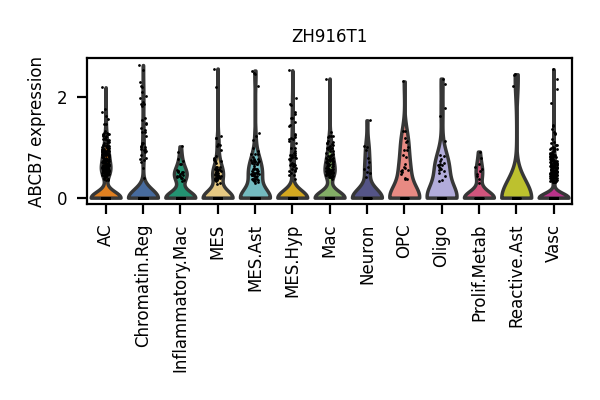 ZH916T1
ABCB7 expression
2
0
AC
Chromatin.Reg
Inflammatory.Mac
MES
MES.Ast
MES.Hyp
Mac
Neuron
OPC
Oligo
Prolif.Metab
Reactive.Ast
Vasc